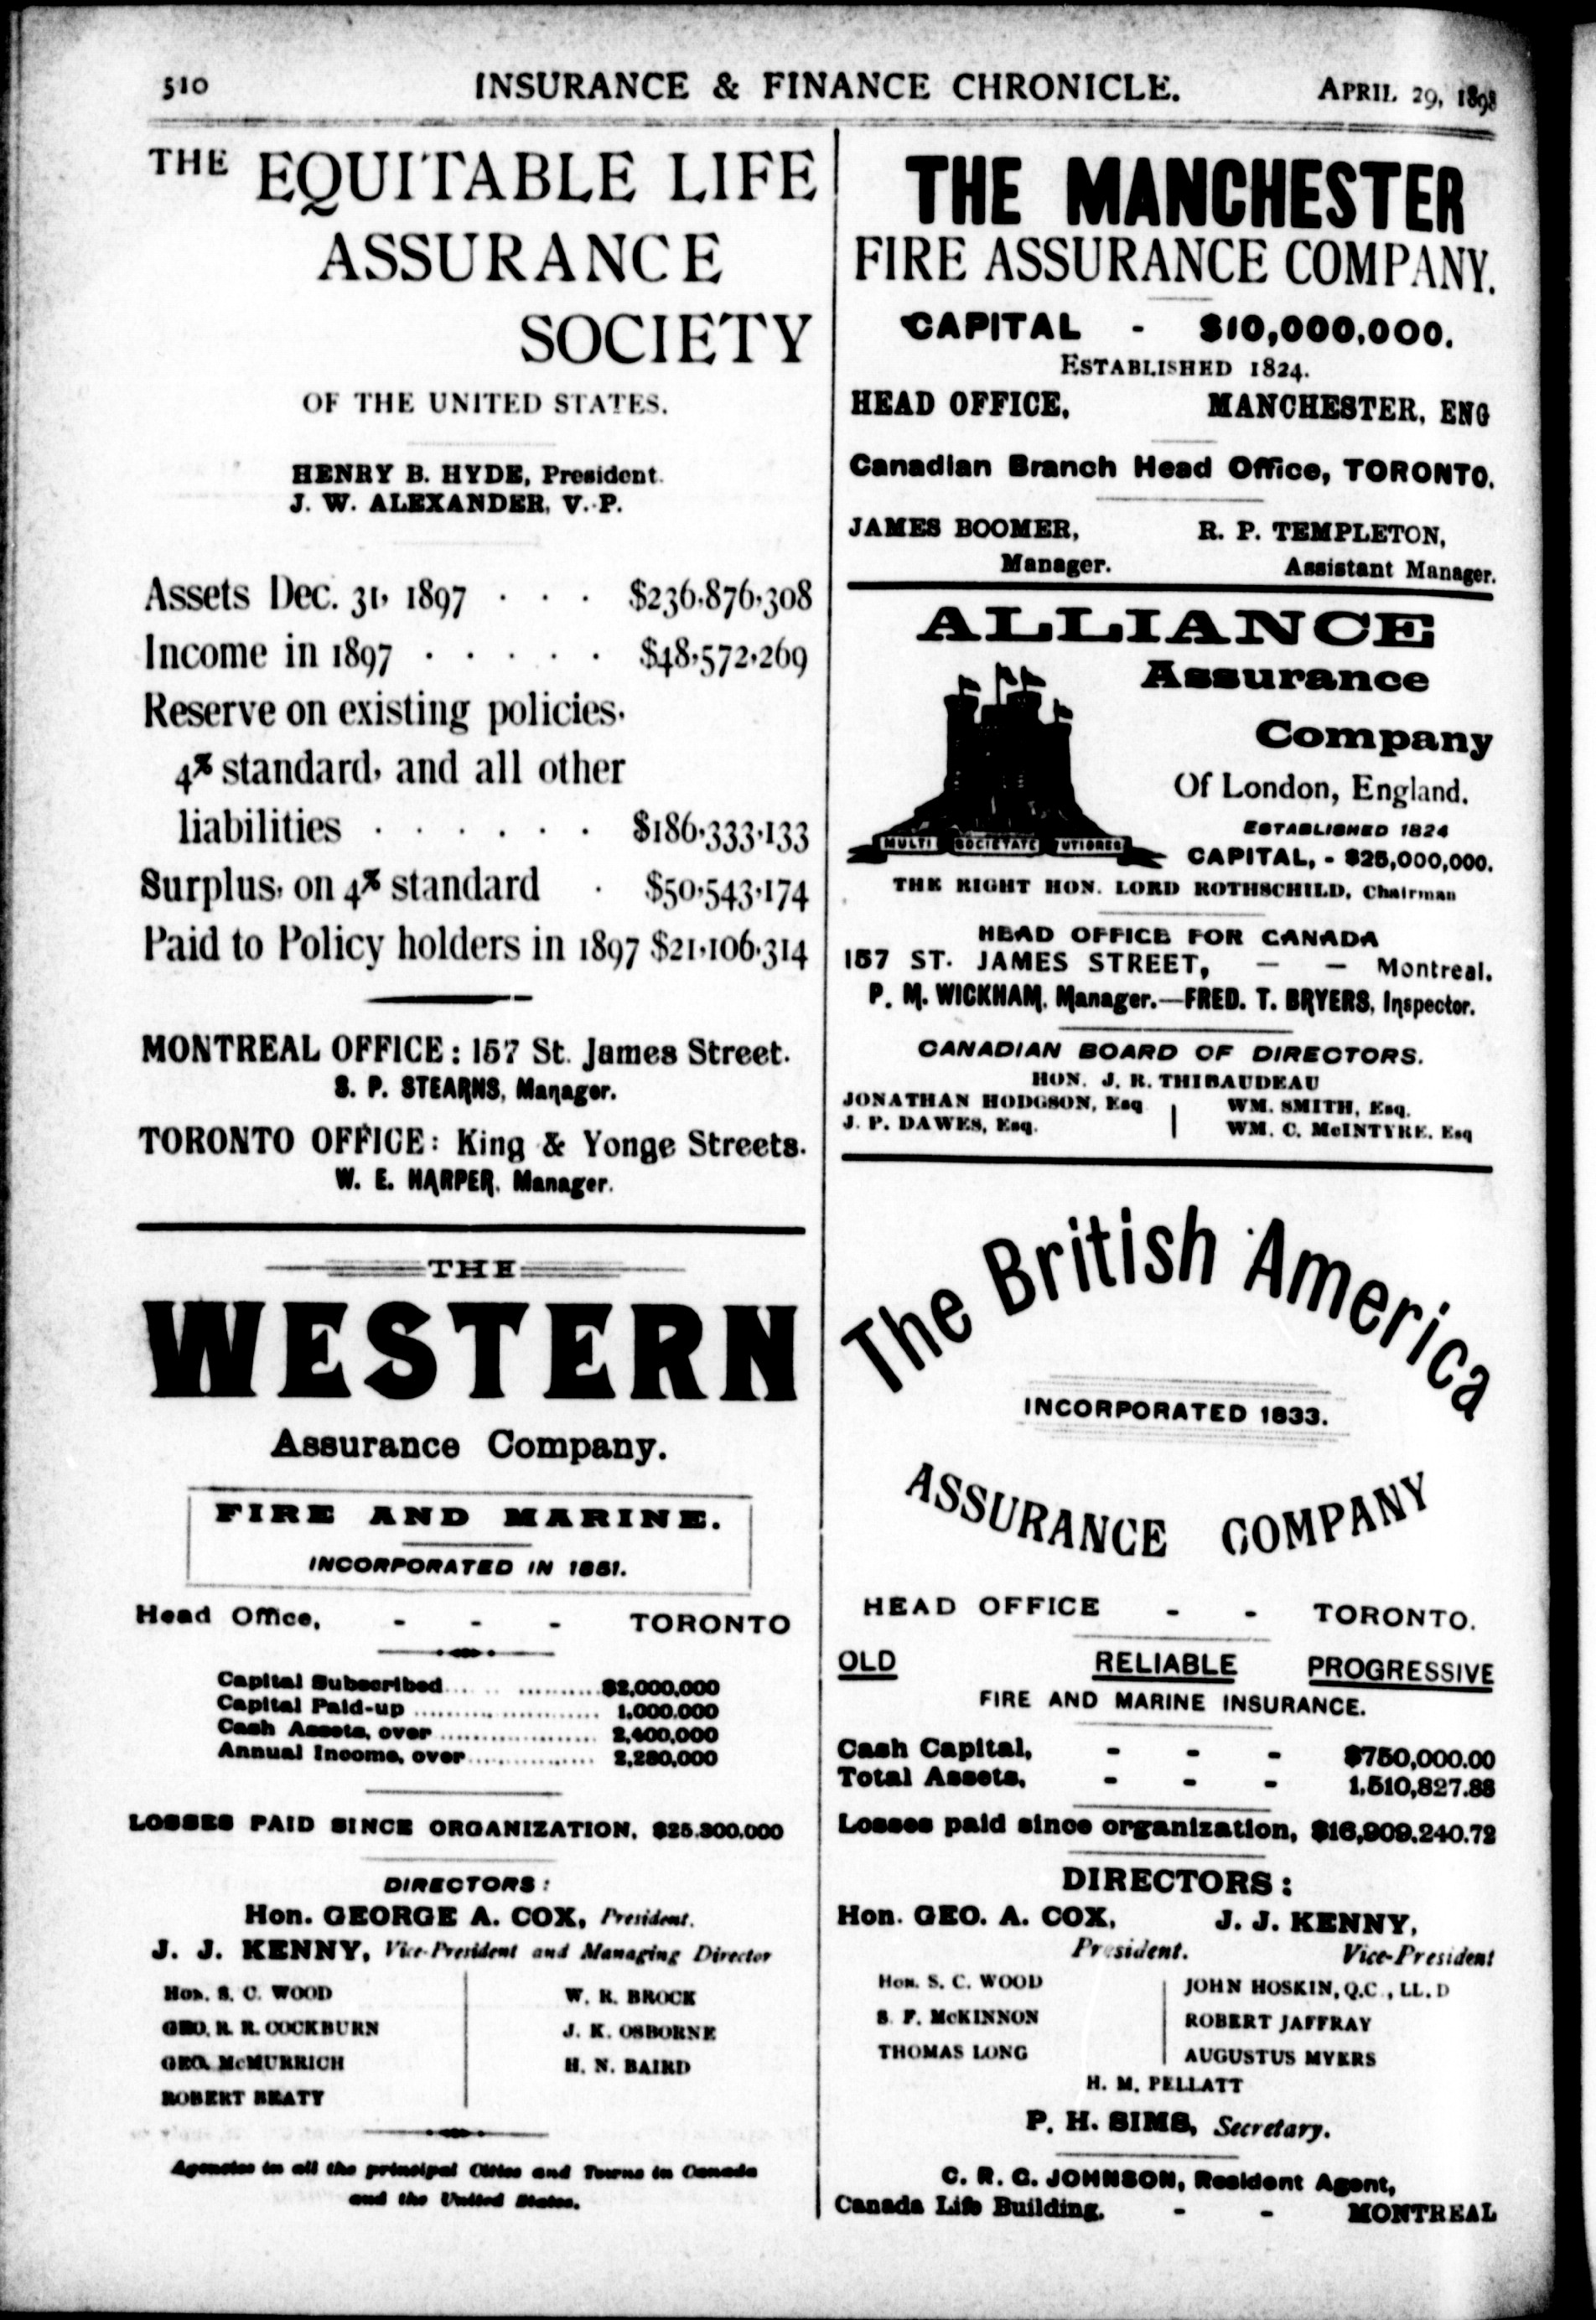 510 INSURANCE & FINANCE CHRONICLE. APRIL 29, 1898
THE EQUITABLE LIFE
ASSURANCE
SOCIETY
OF THE UNITED STATES.
HENRY B. HYDE, President.
J. W. ALEXANDER, V.-P.
Assets Dec. 31, 1897 . . . $236,876,308
Income in 1897 . . . . . $48,572,269
Reserve on existing policies,
4% standard, and all other
liabilities . . . . . . $186,333,133
Surplus, on 4% standard . $50,543,174
Paid to Policy holders in 1897 $21,106,314
MONTREAL OFFICE: 157 St. James Street.
S. P. STEARNS, Manager.
TORONTO OFFICE: King & Yonge Streets.
W. E. HARPER, Manager.
THE
WESTERN
Assurance Company.
FIRE AND MARINE.
INCORPORATED IN 1851.
Head Office, - - - TORONTO
Capital Subscribed.................$2,000,000
Capital Paid-up ........................ 1,000,000
Cash Assets, over .................... 2,400,000
Annual Income, over................ 2,280,000
LOSSES PAID SINCE ORGANIZATION, $25,300,000
DIRECTORS:
Hon. GEORGE A. COX, President.
J. J. KENNY, Vice-President and Managing Director
Hon. S. C. WOOD W. R. BROCK
GEO. R. R. COCKBURN J. K. OSBORNE
GEO. McMURRICH H. N. BAIRD
ROBERT BEATY
Agencies in all the principal Cities and Towns in Canada
and the United States.
THE MANCHESTER
FIRE ASSURANCE COMPANY.
CAPITAL - $10,000,000.
ESTABLISHED 1824.
HEAD OFFICE, MANCHESTER, ENG
Canadian Branch Head Office, TORONTO.
JAMES BOOMER, R. P. TEMPLETON,
Manager. Assistant Manager.
ALLIANCE
Assurance
Company
Of London, England.
ESTABLISHED 1824
MULTI SOCIETATE TUTIORES
CAPITAL, - $25,000,000.
THE RIGHT HON. LORD ROTHSCHILD, Chairman
HEAD OFFICE FOR CANADA
157 ST. JAMES STREET, — — Montreal.
P. M. WICKHAM, Manager.—FRED. T. BRYERS, Inspector.
CANADIAN BOARD OF DIRECTORS.
HON. J. R. THIBAUDEAU
JONATHAN HODGSON, Esq WM. SMITH, Esq.
J. P. DAWES, Esq. WM. C. McINTYRE, Esq
The British America
INCORPORATED 1833.
ASSURANCE COMPANY
HEAD OFFICE - - TORONTO.
OLD RELIABLE PROGRESSIVE
FIRE AND MARINE INSURANCE.
Cash Capital, - - - $750,000.00
Total Assets, - - - 1,510,827.88
Losses paid since organization, $16,909,240.72
DIRECTORS:
Hon. GEO. A. COX, J. J. KENNY,
President. Vice-President
Hon. S. C. WOOD JOHN HOSKIN, Q.C., LL.D
S. F. McKINNON ROBERT JAFFRAY
THOMAS LONG AUGUSTUS MYERS
H. M. PELLATT
P. H. SIMS, Secretary.
C. R. G. JOHNSON, Resident Agent,
Canada Life Building, - - MONTREAL